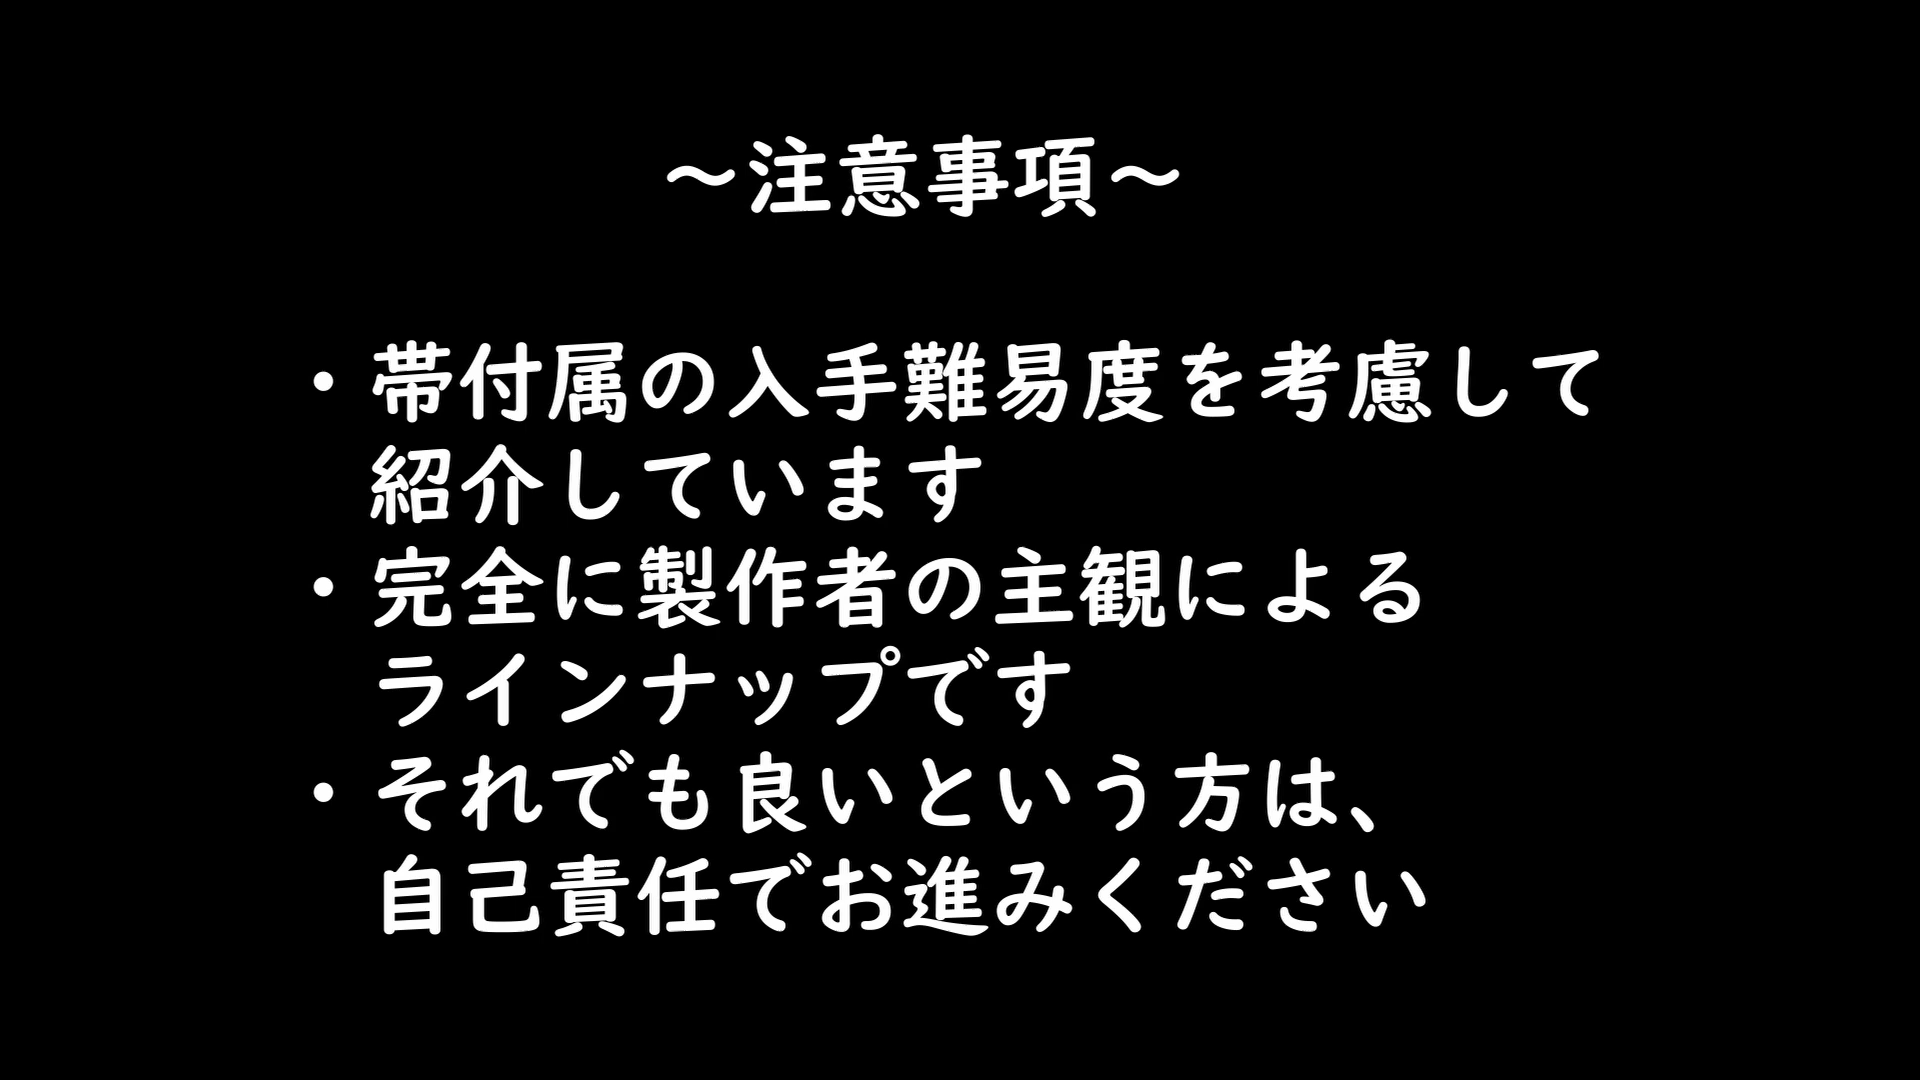 ～注意事項～
・帯付属の入手難易度を考慮して
紹介しています
・完全に製作者の主観による
ラインナップです
・それでも良いという方は、
自己責任でお進みください